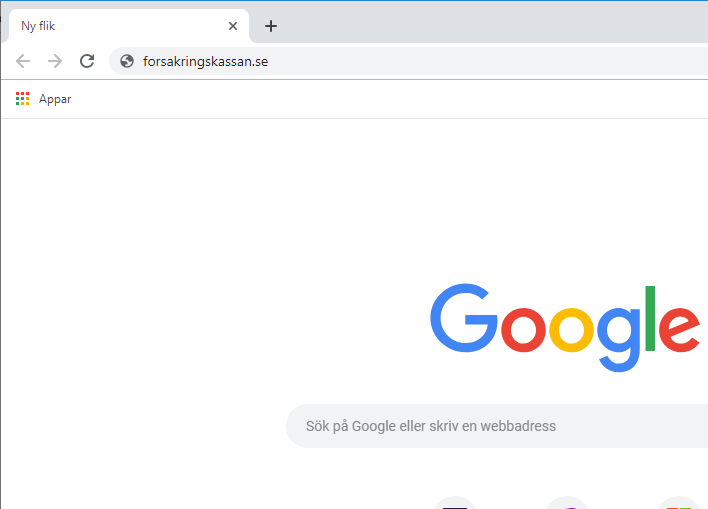 Ny flik
forsakringskassan.se
Appar
Google
Sök på Google eller skriv en webbadress